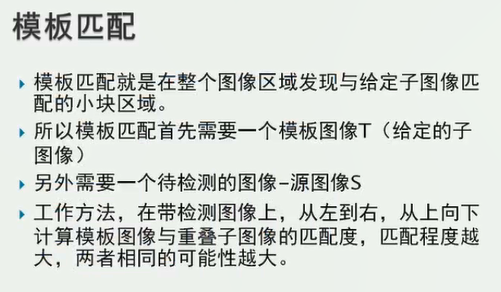 模板匹配
模板匹配就是在整个图像区域发现与给定子图像匹
配的小块区域。
所以模板匹配首先需要一个模板图像T（给定的子
图像）
另外需要一个待检测的图像-源图像S
工作方法，在带检测图像上，从左到右，从上向下
计算模板图像与重叠子图像的匹配度，匹配程度越
大，两者相同的可能性越大。